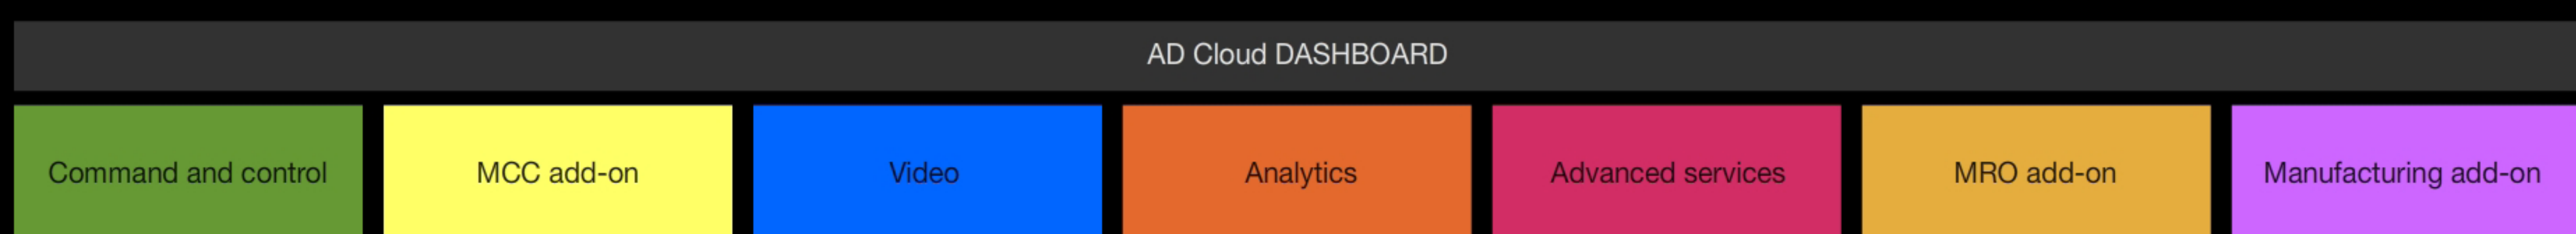 AD Cloud DASHBOARD
Command and control
MCC add-on
Video
Analytics
Advanced services
MRO add-on
Manufacturing add-on